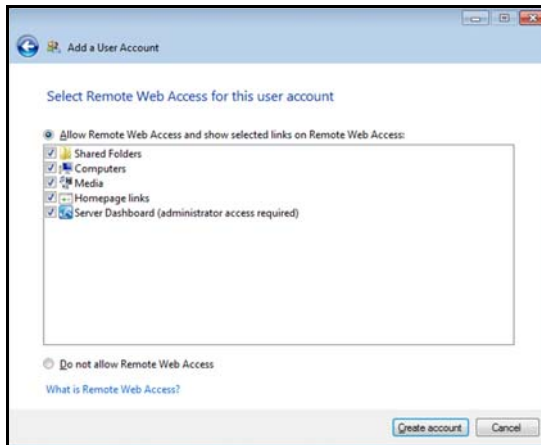 Add a User Account
Select Remote Web Access for this user account
Allow Remote Web Access and show selected links on Remote Web Access:
Shared Folders
Computers
Media
Homepage links
Server Dashboard (administrator access required)
Do not allow Remote Web Access
What is Remote Web Access?
Create account Cancel